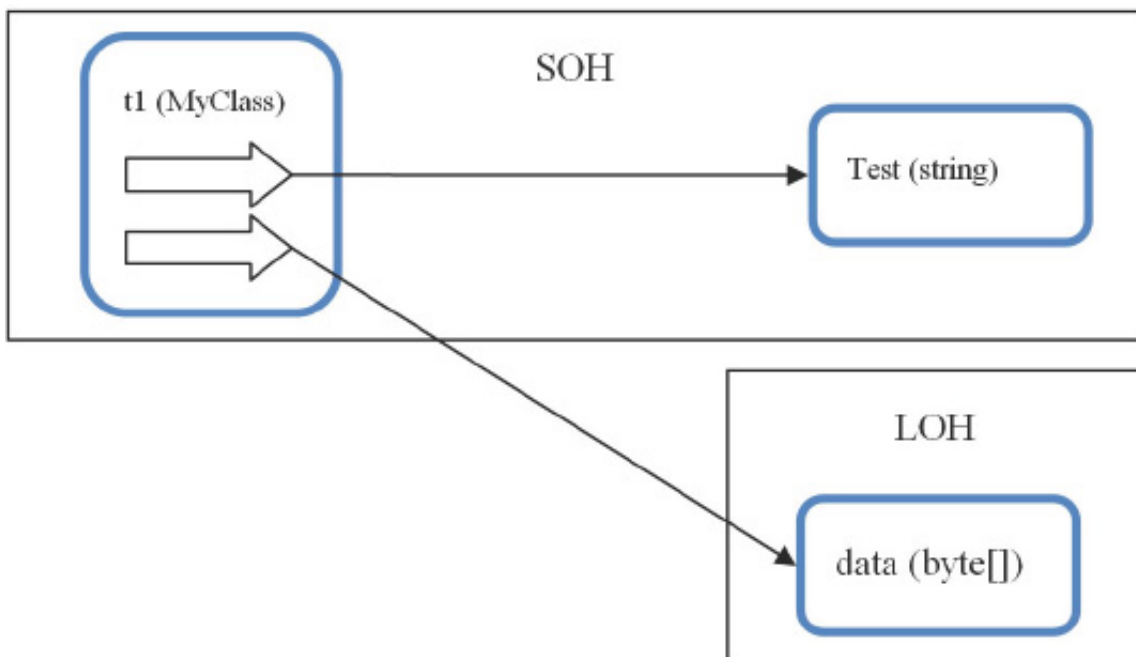 SOH
t1 (MyClass)
Test (string)
LOH
data (byte[])